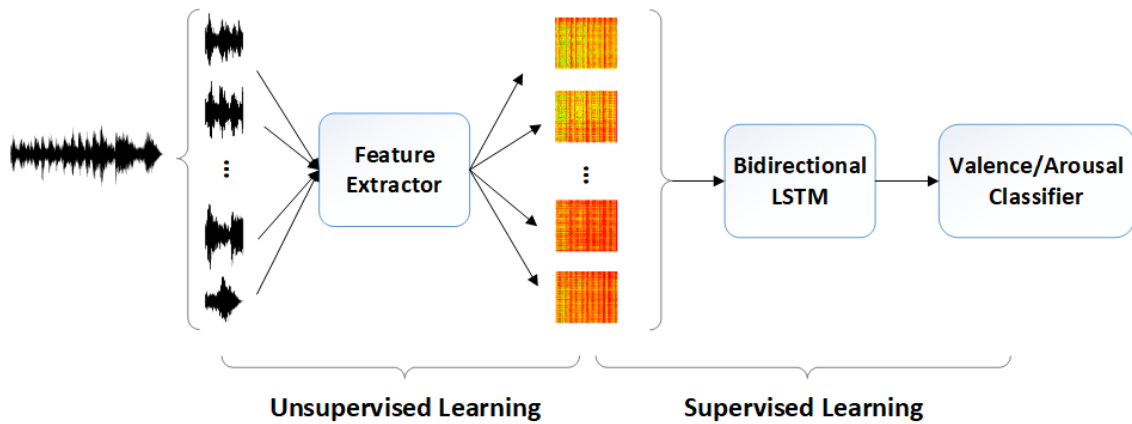 ...
Feature
Extractor
...
Bidirectional
LSTM
Valence/Arousal
Classifier
Unsupervised Learning
Supervised Learning